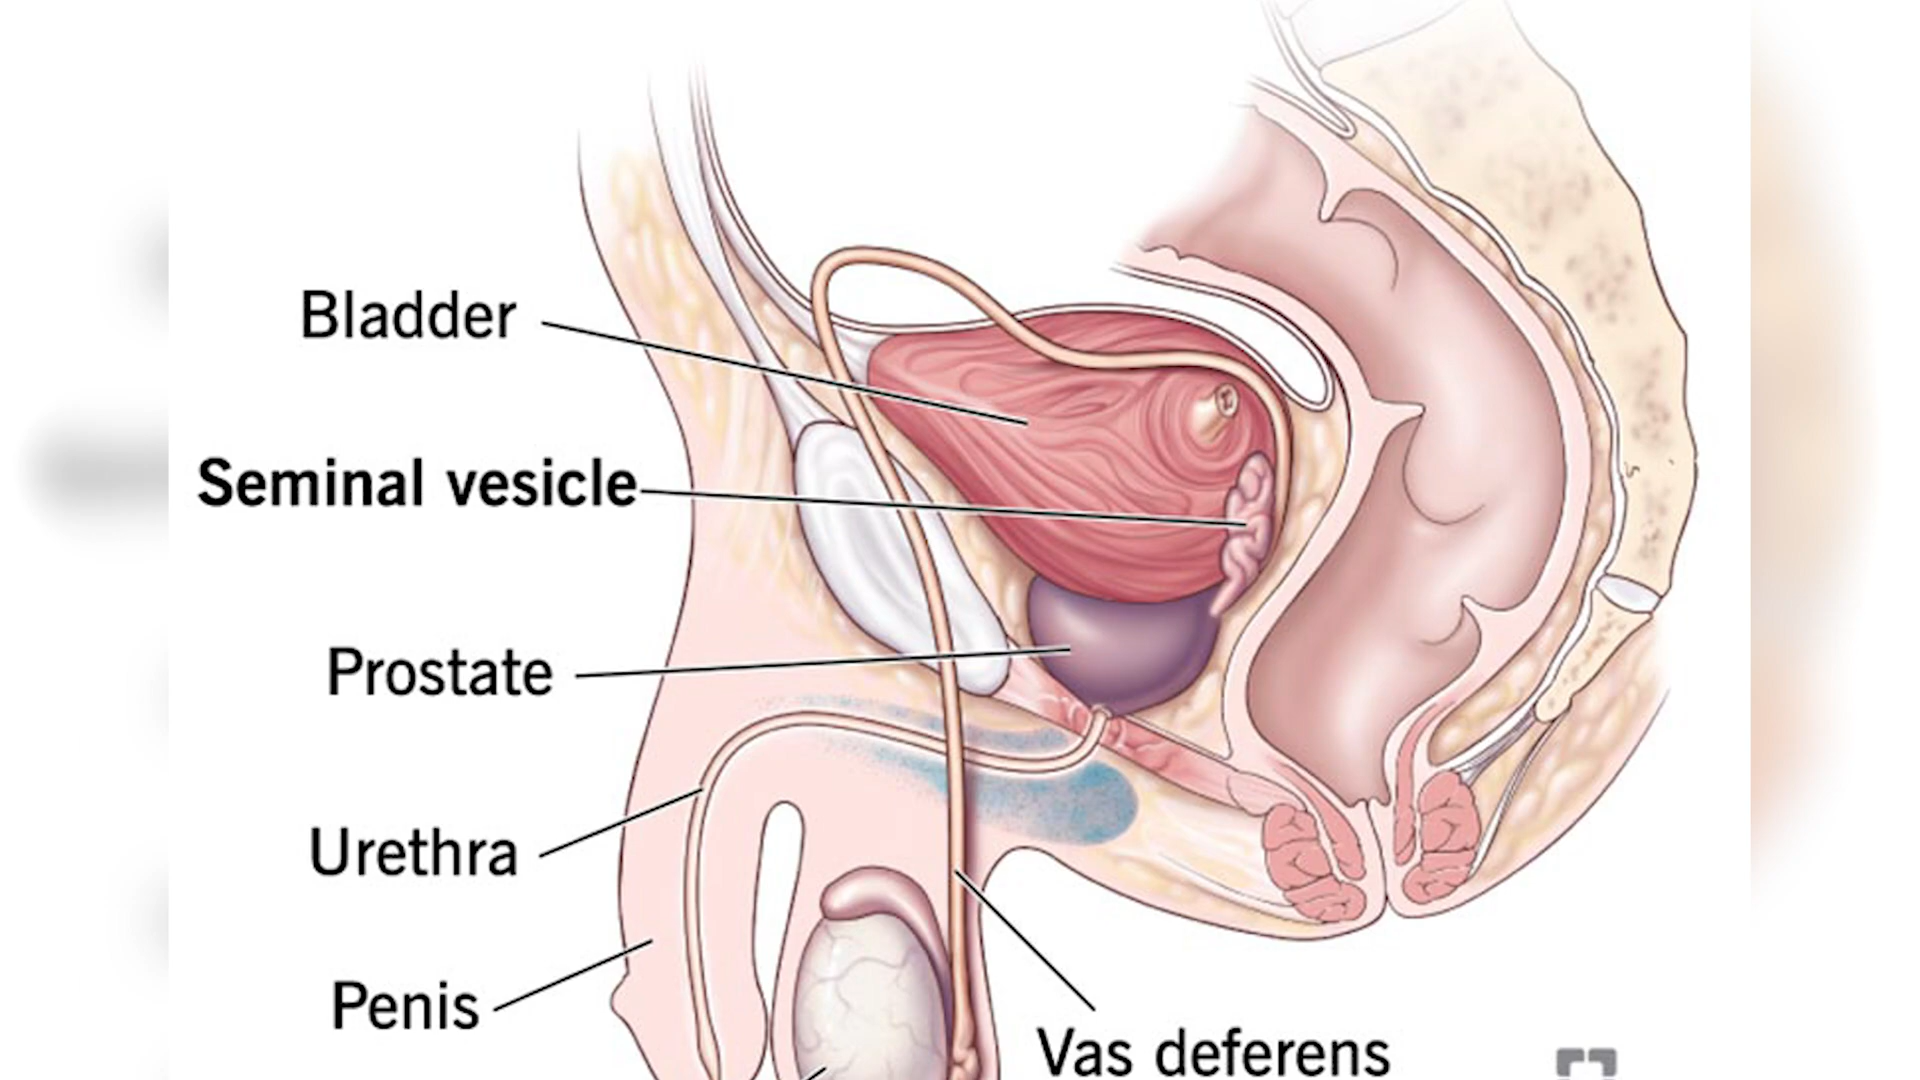 Bladder
Seminal vesicle
Prostate
Urethra
Penis
Vas deferens